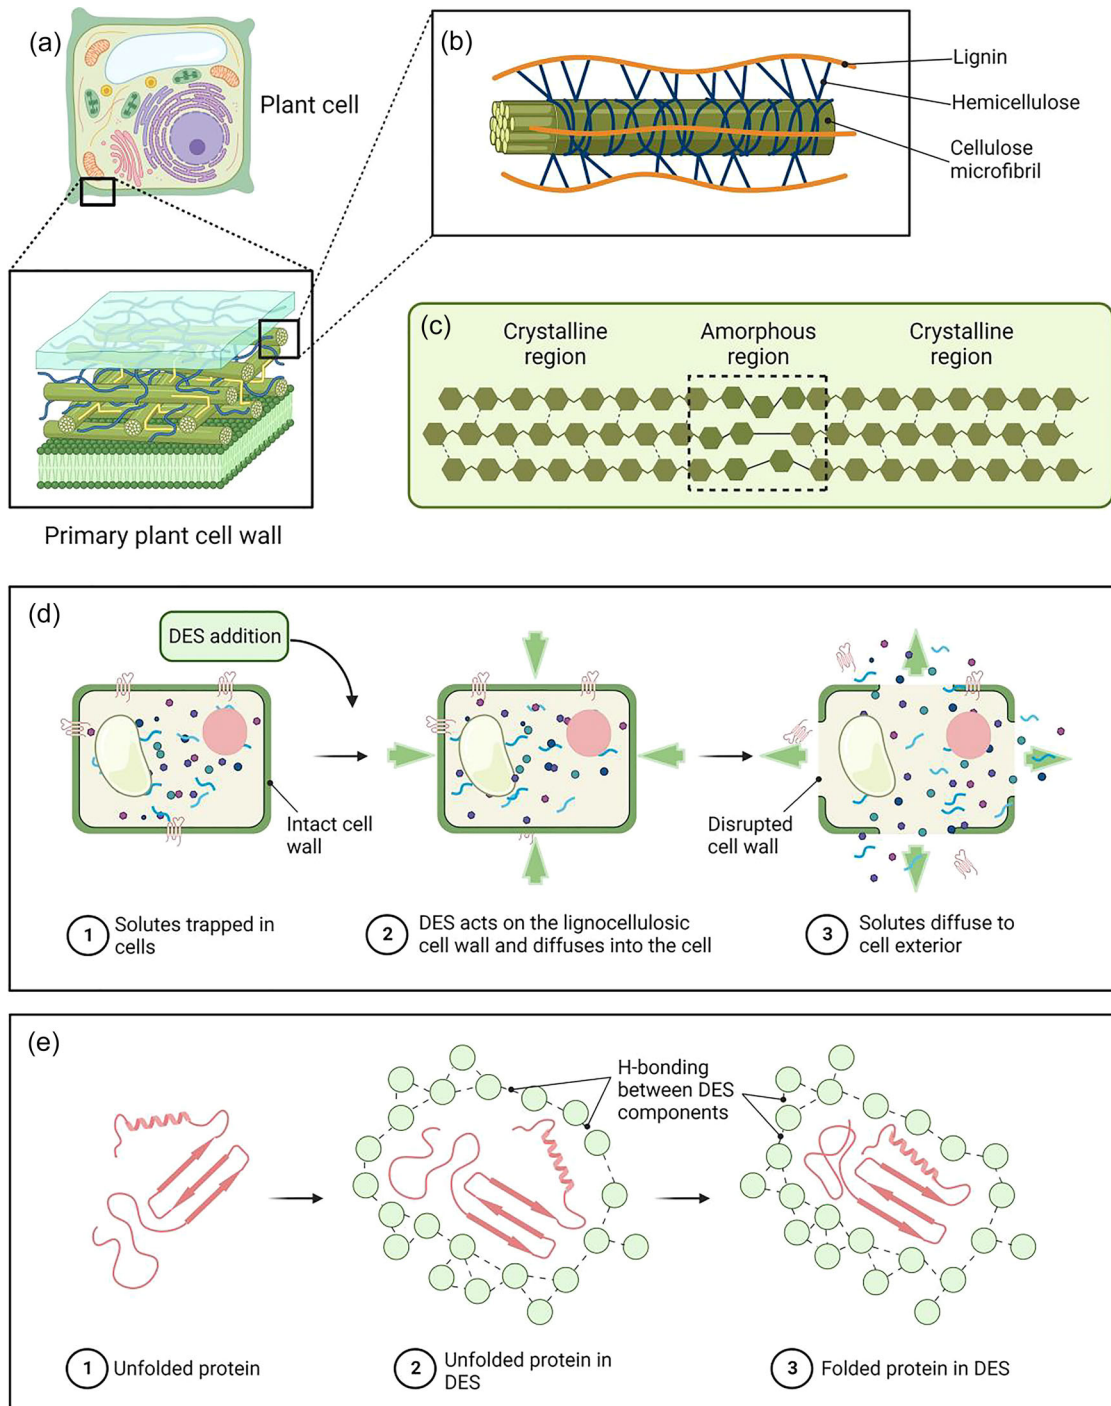 (a)
Plant cell
Primary plant cell wall
(b)
Lignin
Hemicellulose
Cellulose
microfibril
(c)
Crystalline
region
Amorphous
region
Crystalline
region
(d)
DES addition
Intact cell
wall
Disrupted
cell wall
1 Solutes trapped in
cells
2 DES acts on the lignocellulosic
cell wall and diffuses into the cell
3 Solutes diffuse to
cell exterior
(e)
H-bonding
between DES
components
1 Unfolded protein
2 Unfolded protein in
DES
3 Folded protein in DES